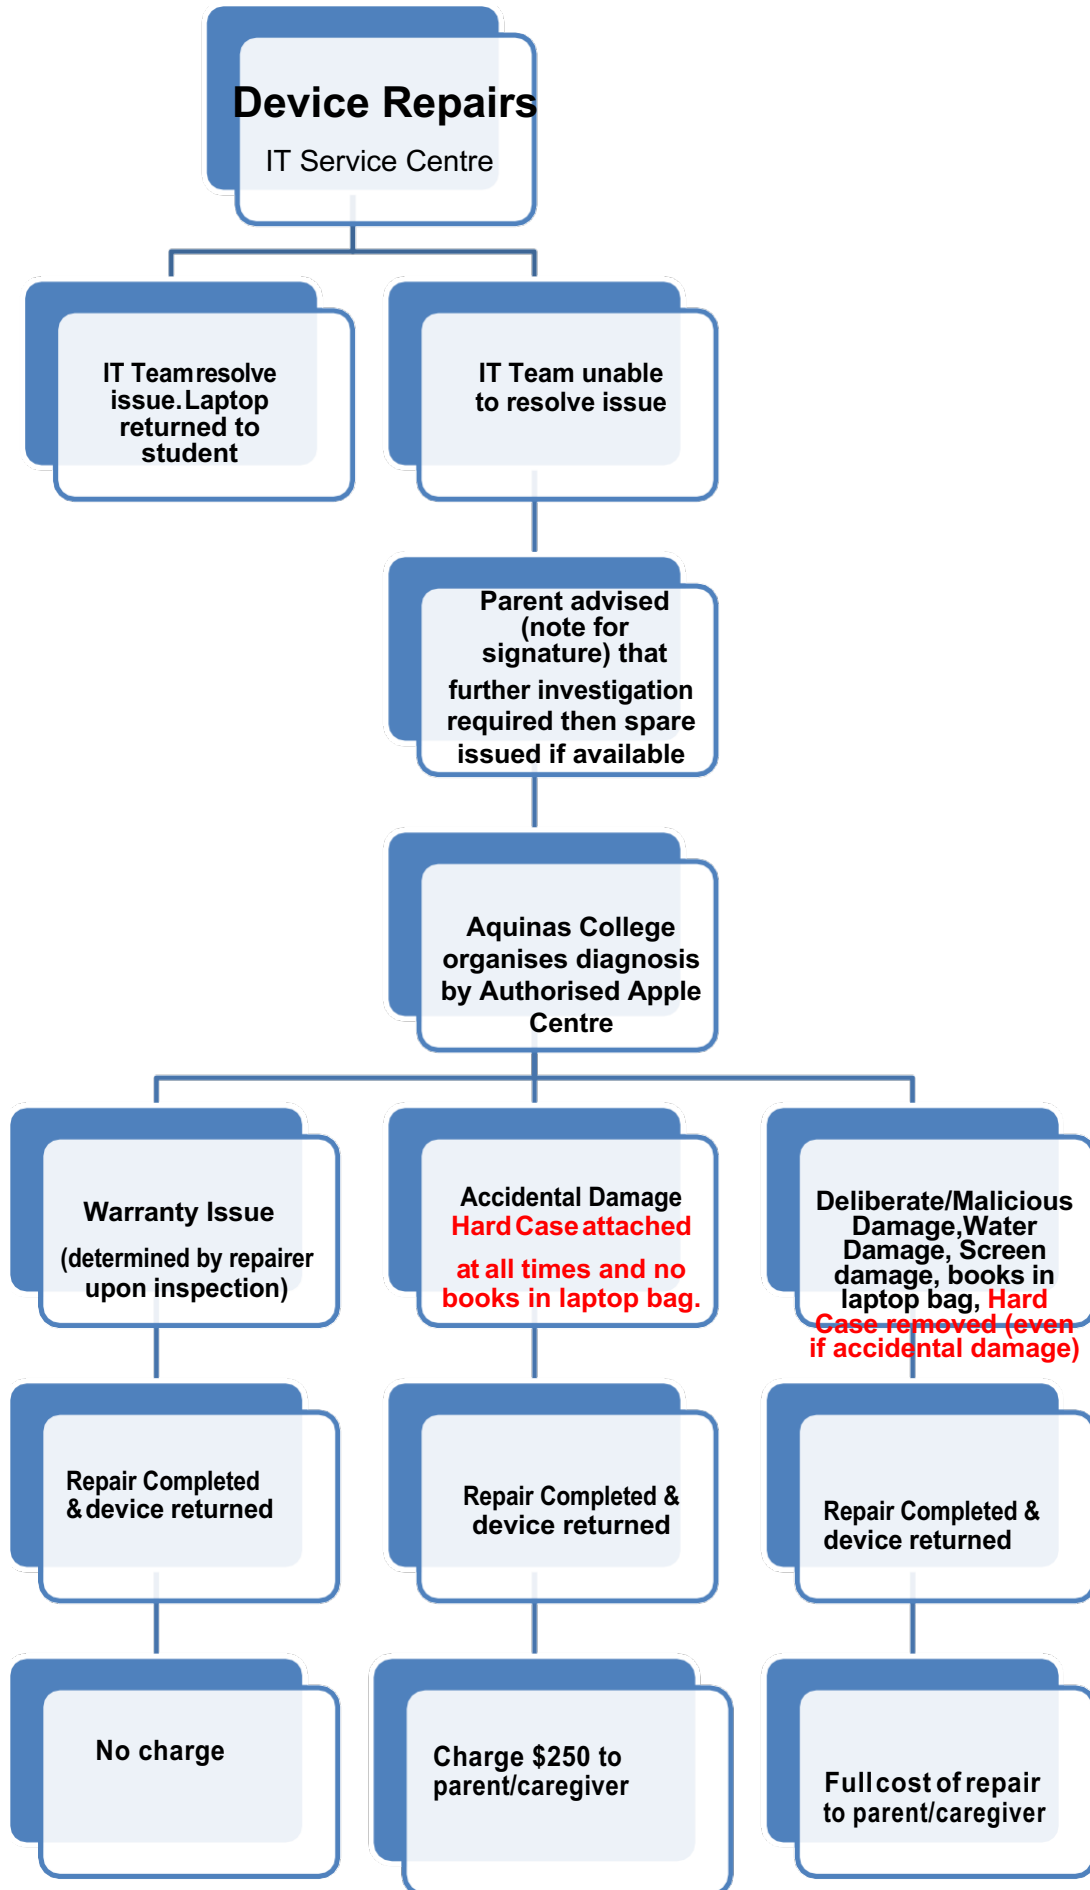 Device Repairs
IT Service Centre
IT Team resolve
issue. Laptop
returned to
student
IT Team unable
to resolve issue
Parent advised
(note for
signature) that
further investigation
required then spare
issued if available
Aquinas College
organises diagnosis
by Authorised Apple
Centre
Warranty Issue
(determined by repairer
upon inspection)
Accidental Damage
Hard Case attached
at all times and no
books in laptop bag.
Deliberate/Malicious
Damage,Water
Damage, Screen
damage, books in
laptop bag, Hard
Case removed (even
if accidental damage)
Repair Completed
& device returned
Repair Completed &
device returned
Repair Completed &
device returned
No charge
Charge $250 to
parent/caregiver
Full cost of repair
to parent/caregiver